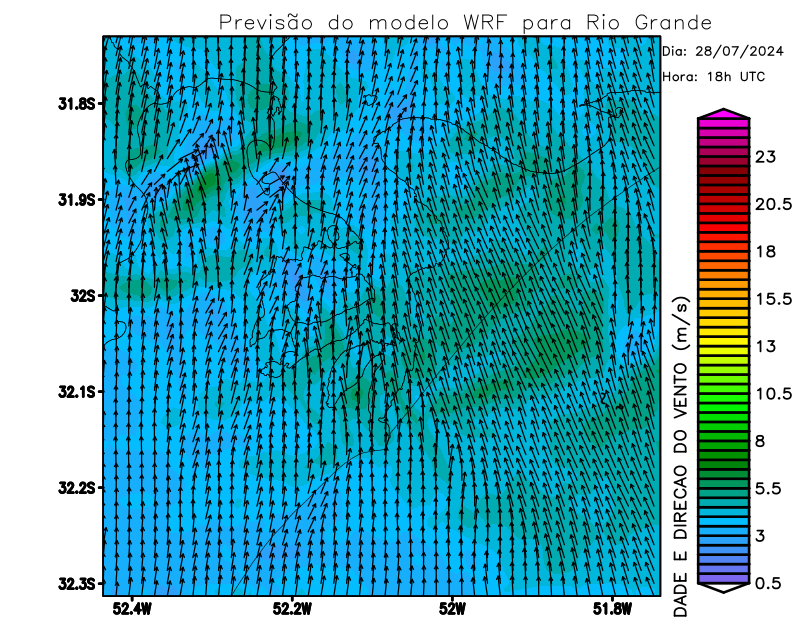 Previsão do modelo WRF para Rio Grande
Dia: 28/07/2024
Hora: 18h UTC
31.8S
31.9S
32S
32.1S
32.2S
32.3S
52.4W
52.2W
52W
51.8W
DADE E DIRECAO DO VENTO (m/s)
23
20.5
18
15.5
13
10.5
8
5.5
3
0.5